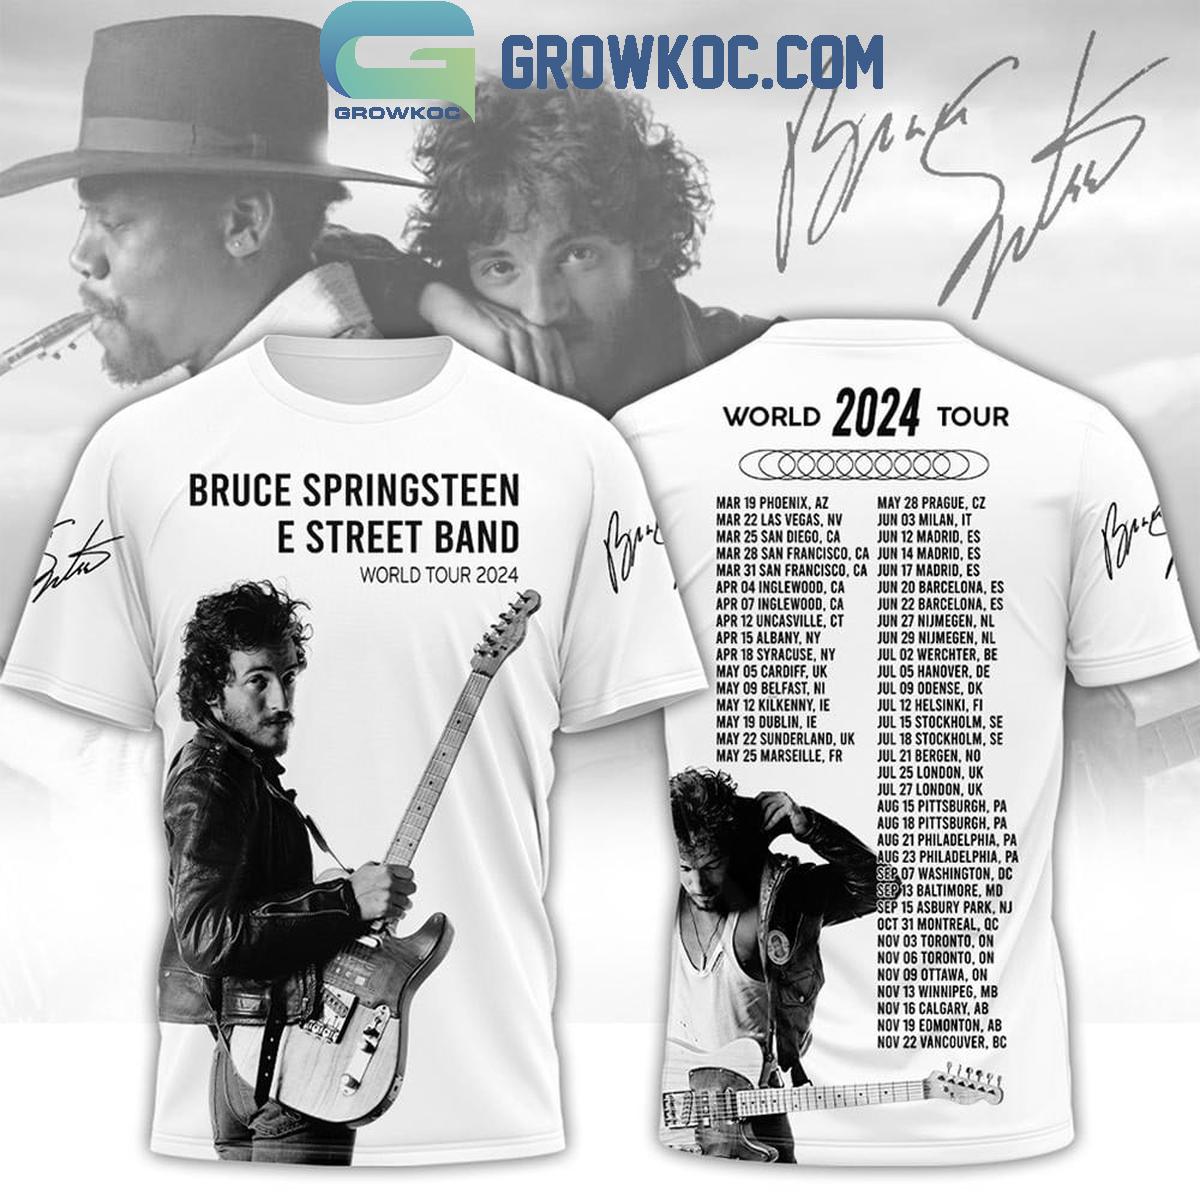 GROWKOC
GROWKOC.COM
Bruce
Springsteen
BRUCE SPRINGSTEEN
E STREET BAND
WORLD TOUR 2024
WORLD 2024 TOUR
MAR 19 PHOENIX, AZ
MAR 22 LAS VEGAS, NV
MAR 25 SAN DIEGO, CA
MAR 28 SAN FRANCISCO, CA
MAR 31 SAN FRANCISCO, CA
APR 04 INGLEWOOD, CA
APR 07 INGLEWOOD, CA
APR 12 UNCASVILLE, CT
APR 15 ALBANY, NY
APR 18 SYRACUSE, NY
MAY 05 CARDIFF, UK
MAY 09 BELFAST, NI
MAY 12 KILKENNY, IE
MAY 19 DUBLIN, IE
MAY 22 SUNDERLAND, UK
MAY 25 MARSEILLE, FR
MAY 28 PRAGUE, CZ
JUN 03 MILAN, IT
JUN 12 MADRID, ES
JUN 14 MADRID, ES
JUN 17 MADRID, ES
JUN 20 BARCELONA, ES
JUN 22 BARCELONA, ES
JUN 27 NIJMEGEN, NL
JUN 29 NIJMEGEN, NL
JUL 02 WERCHTER, BE
JUL 05 HANOVER, DE
JUL 09 ODENSE, DK
JUL 12 HELSINKI, FI
JUL 15 STOCKHOLM, SE
JUL 18 STOCKHOLM, SE
JUL 21 BERGEN, NO
JUL 25 LONDON, UK
JUL 27 LONDON, UK
AUG 15 PITTSBURGH, PA
AUG 18 PITTSBURGH, PA
AUG 21 PHILADELPHIA, PA
AUG 23 PHILADELPHIA, PA
SEP 07 WASHINGTON, DC
SEP 13 BALTIMORE, MD
SEP 15 ASBURY PARK, NJ
OCT 31 MONTREAL, QC
NOV 03 TORONTO, ON
NOV 06 TORONTO, ON
NOV 09 OTTAWA, ON
NOV 13 WINNIPEG, MB
NOV 16 CALGARY, AB
NOV 19 EDMONTON, AB
NOV 22 VANCOUVER, BC